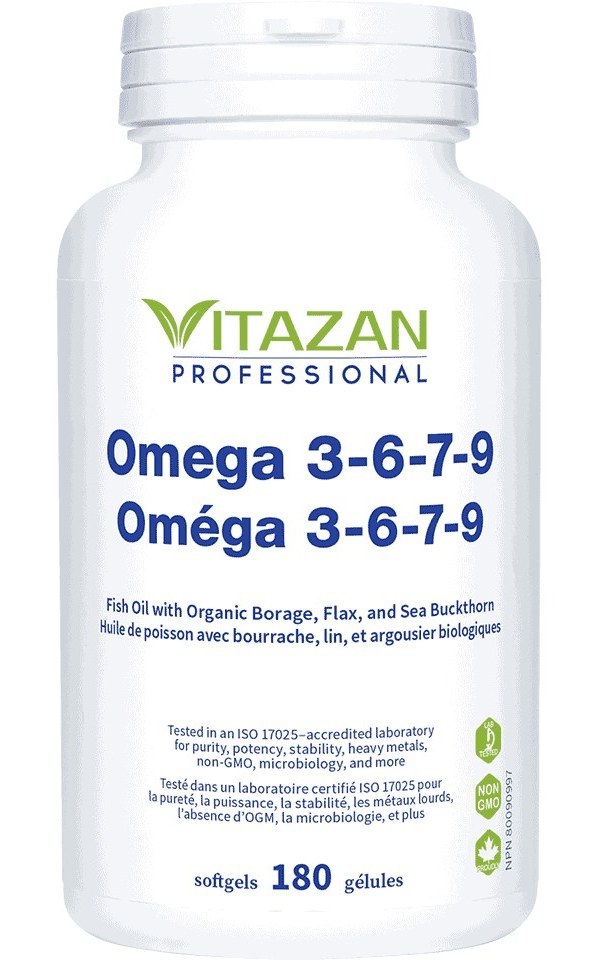 VITAZAN
PROFESSIONAL
Omega 3-6-7-9
Oméga 3-6-7-9
Fish Oil with Organic Borage, Flax, and Sea Buckthorn
Huile de poisson avec bourrache, lin, et argousier biologiques
Tested in an ISO 17025–accredited laboratory
for purity, potency, stability, heavy metals,
non-GMO, microbiology, and more
Testé dans un laboratoire certifié ISO 17025 pour
la pureté, la puissance, la stabilité, les métaux lourds,
l'absence d'OGM, la microbiologie, et plus
LAB
TESTED
NON
GMO
PROUDLY
NPN 80090997
softgels 180 gélules